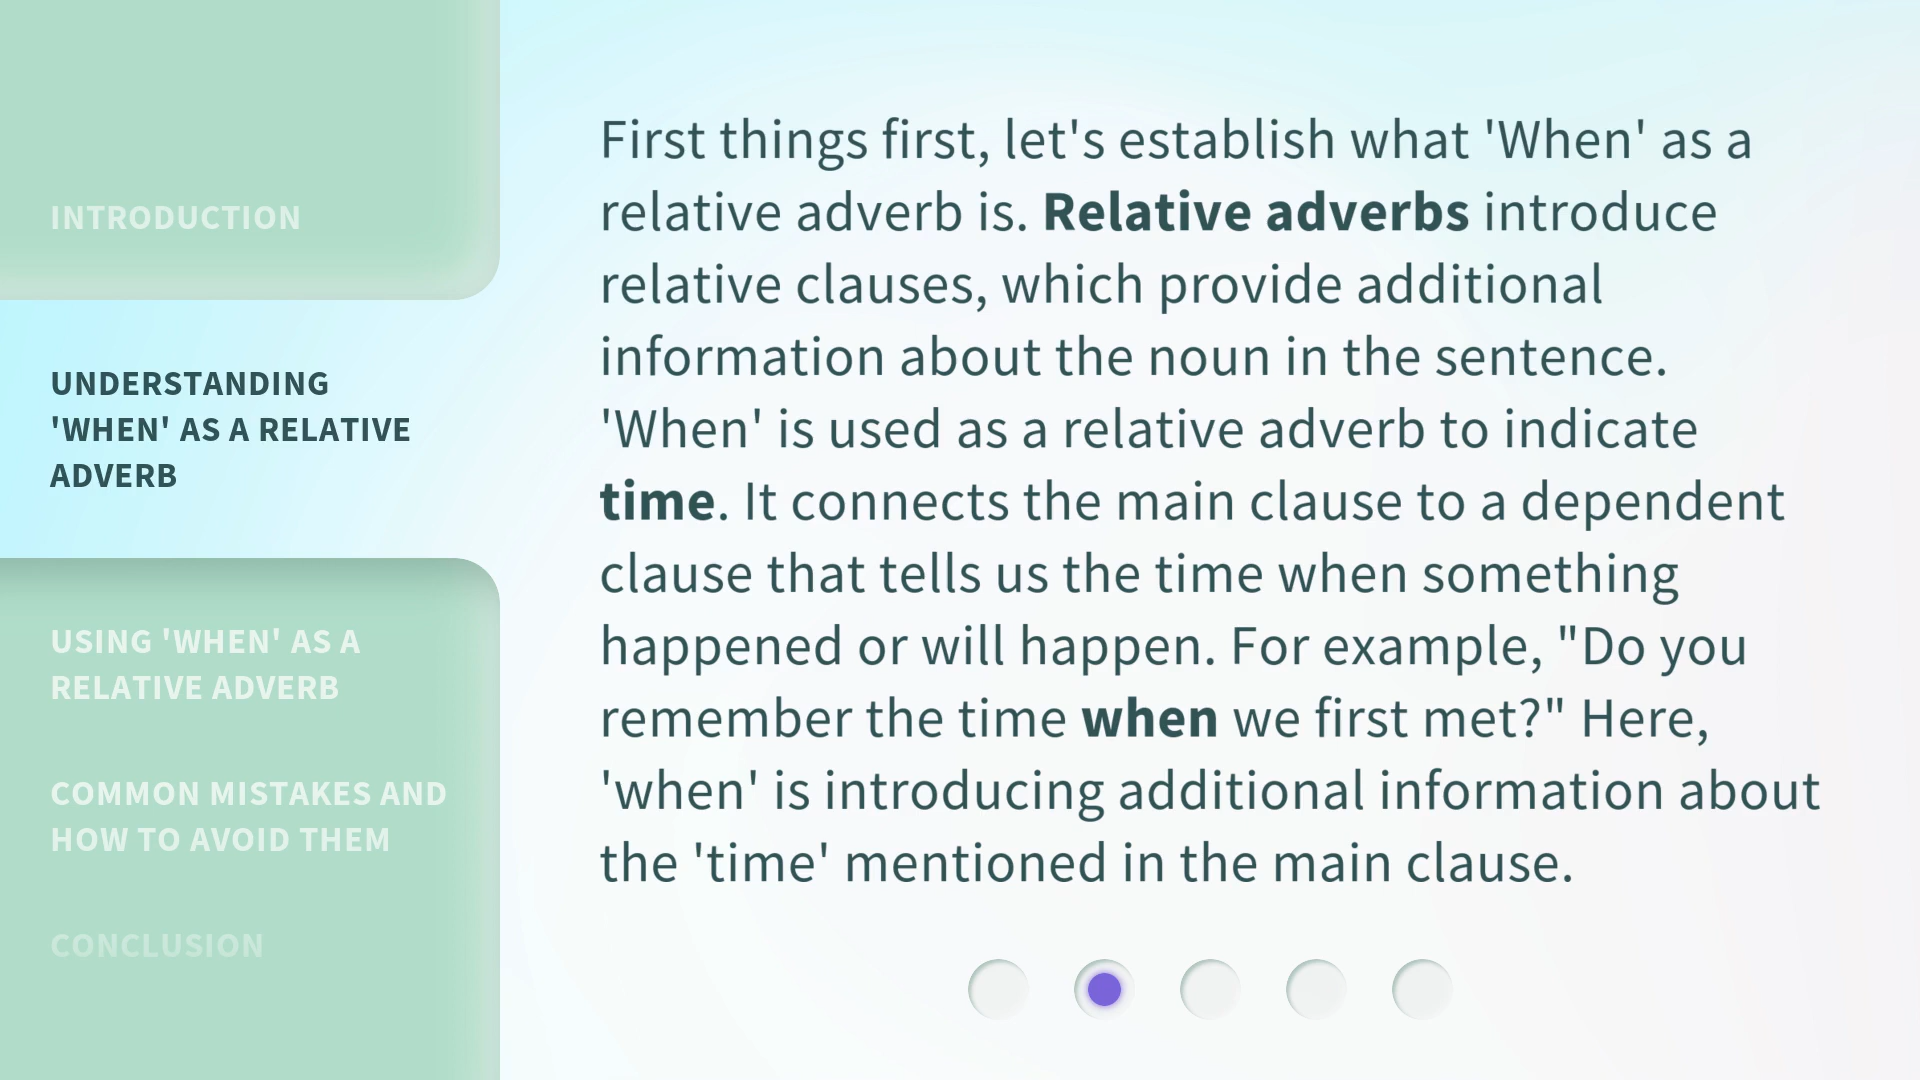 INTRODUCTION
UNDERSTANDING
'WHEN' AS A RELATIVE
ADVERB
USING 'WHEN' AS A
RELATIVE ADVERB
COMMON MISTAKES AND
HOW TO AVOID THEM
CONCLUSION
First things first, let's establish what 'When' as a
relative adverb is. Relative adverbs introduce
relative clauses, which provide additional
information about the noun in the sentence.
'When' is used as a relative adverb to indicate
time. It connects the main clause to a dependent
clause that tells us the time when something
happened or will happen. For example, "Do you
remember the time when we first met?" Here,
'when' is introducing additional information about
the 'time' mentioned in the main clause.